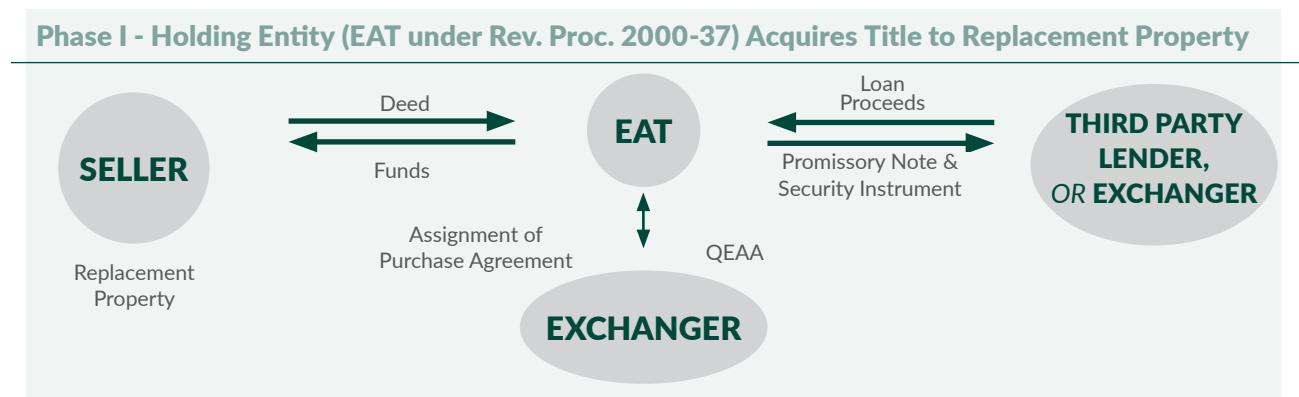 Phase I - Holding Entity (EAT under Rev. Proc. 2000-37) Acquires Title to Replacement Property
SELLER
Replacement
Property
Deed
Funds
EAT
Loan
Proceeds
Promissory Note &
Security Instrument
THIRD PARTY
LENDER,
OR EXCHANGER
Assignment of
Purchase Agreement
QEAA
EXCHANGER